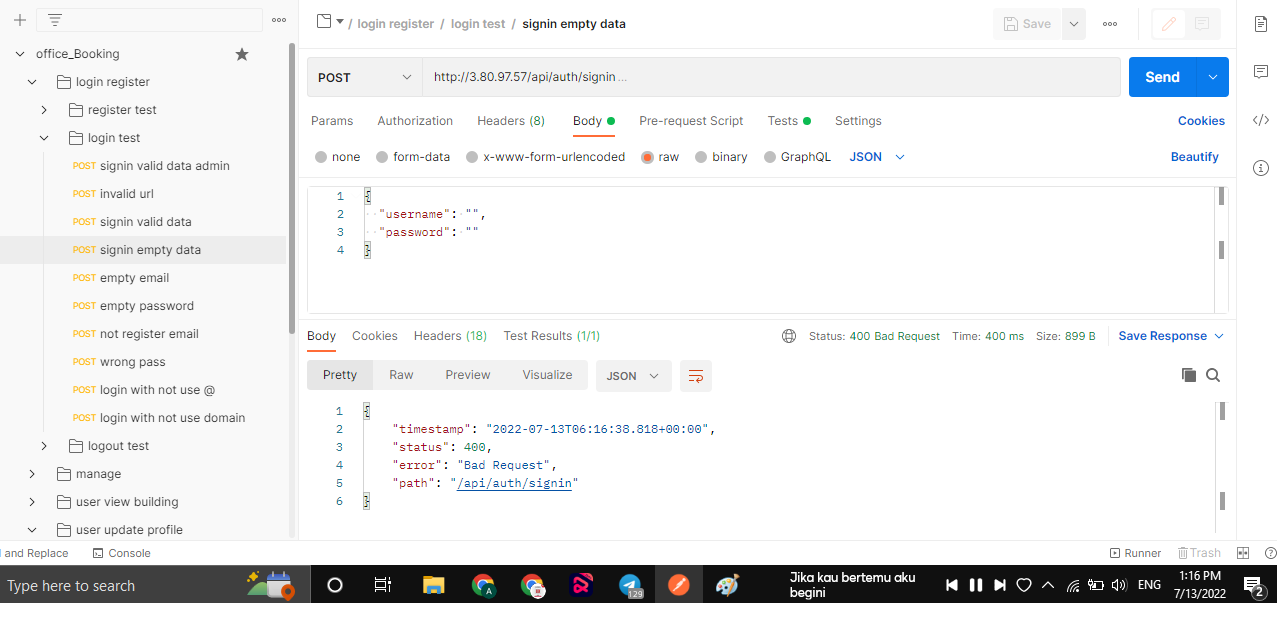 office_Booking
login register
register test
login test
POST signin valid data admin
POST invalid url
POST signin valid data
POST signin empty data
POST empty email
POST empty password
POST not register email
POST wrong pass
POST login with not use @
POST login with not use domain
logout test
manage
user view building
user update profile
/ login register / login test / signin empty data
Save
POST
http://3.80.97.57/api/auth/signin ...
Send
Params Authorization Headers (8) Body Pre-request Script Tests Settings Cookies
none form-data x-www-form-urlencoded raw binary GraphQL JSON Beautify
1 {
2 "username": "",
3 "password": ""
4 }
Body Cookies Headers (18) Test Results (1/1) Status: 400 Bad Request Time: 400 ms Size: 899 B Save Response
Pretty Raw Preview Visualize JSON
1 {
2 "timestamp": "2022-07-13T06:16:38.818+00:00",
3 "status": 400,
4 "error": "Bad Request",
5 "path": "/api/auth/signin"
6 }
and Replace Console Runner Trash
Type here to search
A
129
Jika kau bertemu aku
begini
ENG
1:16 PM
7/13/2022
2